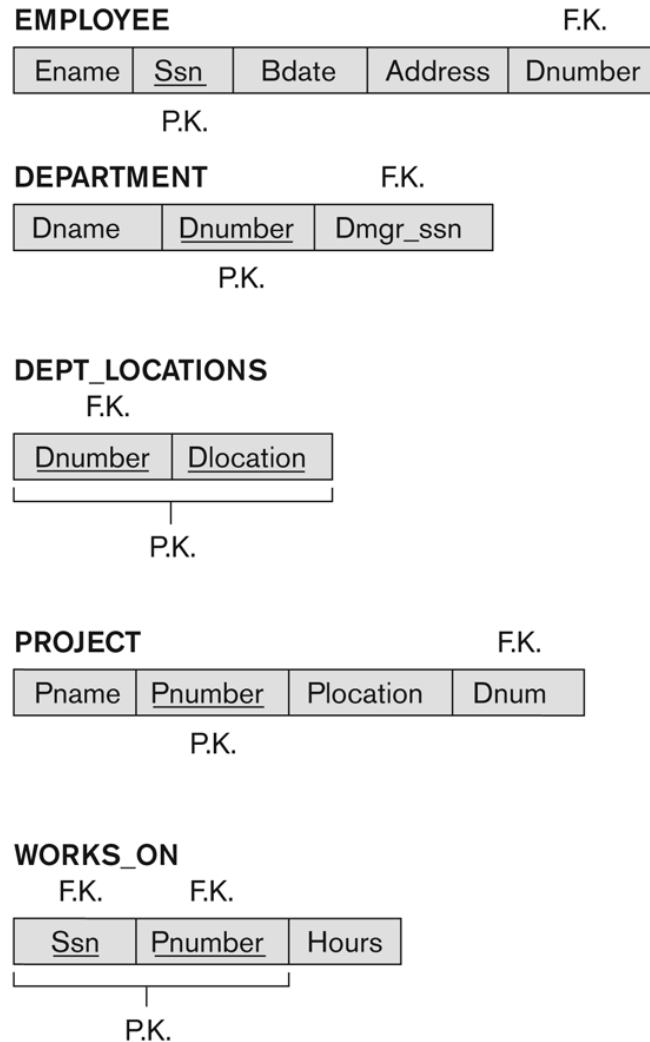 EMPLOYEE F.K.
Ename Ssn Bdate Address Dnumber
P.K.
DEPARTMENT F.K.
Dname Dnumber Dmgr_ssn
P.K.
DEPT_LOCATIONS
F.K.
Dnumber Dlocation
P.K.
PROJECT F.K.
Pname Pnumber Plocation Dnum
P.K.
WORKS_ON
F.K. F.K.
Ssn Pnumber Hours
P.K.